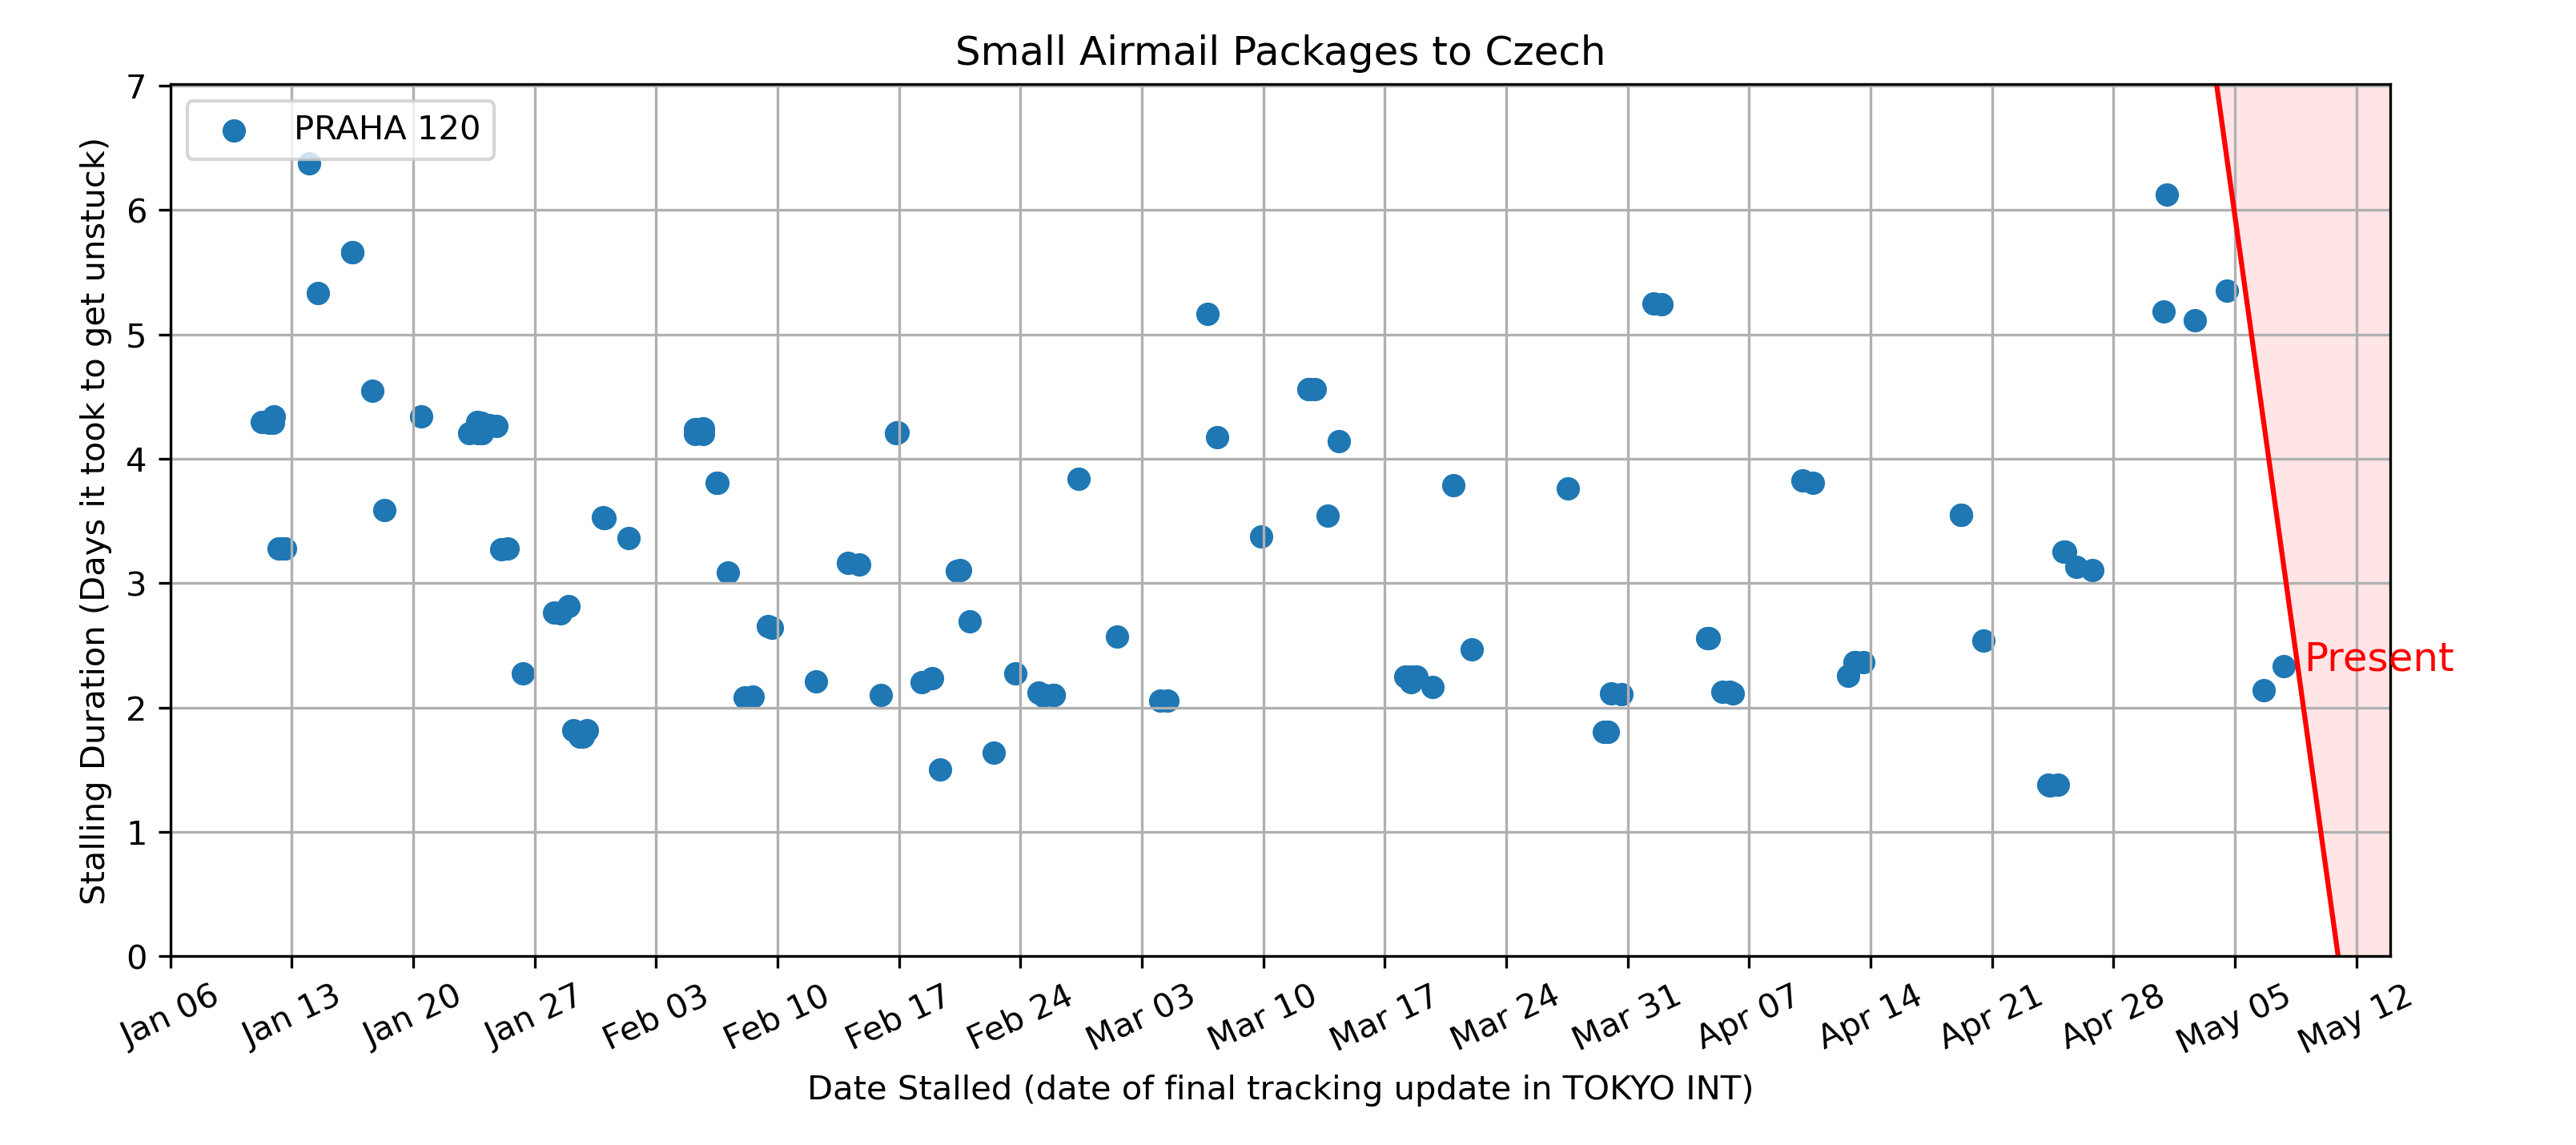 Small Airmail Packages to Czech
PRAHA 120
Stalling Duration (Days it took to get unstuck)
7
6
5
4
3
2
1
0
Present
Jan 06
Jan 13
Jan 20
Jan 27
Feb 03
Feb 10
Feb 17
Feb 24
Mar 03
Mar 10
Mar 17
Mar 24
Mar 31
Apr 07
Apr 14
Apr 21
Apr 28
May 05
May 12
Date Stalled (date of final tracking update in TOKYO INT)